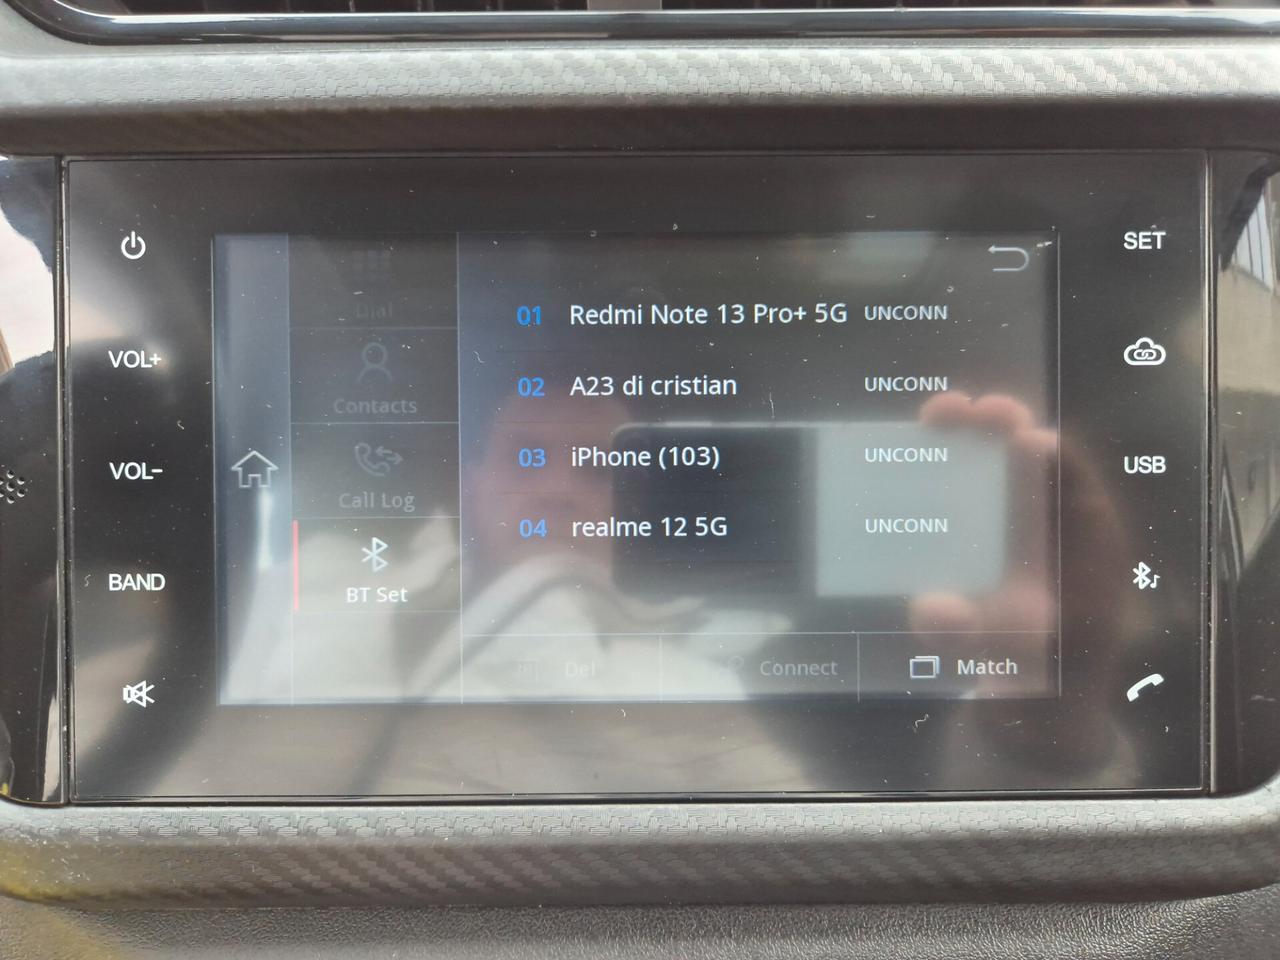 SET
Dial
01 Redmi Note 13 Pro+ 5G UNCONN
VOL+
02 A23 di cristian UNCONN
Contacts
03 iPhone (103) UNCONN
VOL-
USB
Call Log
04 realme 12 5G UNCONN
BAND
BT Set
Del Connect Match